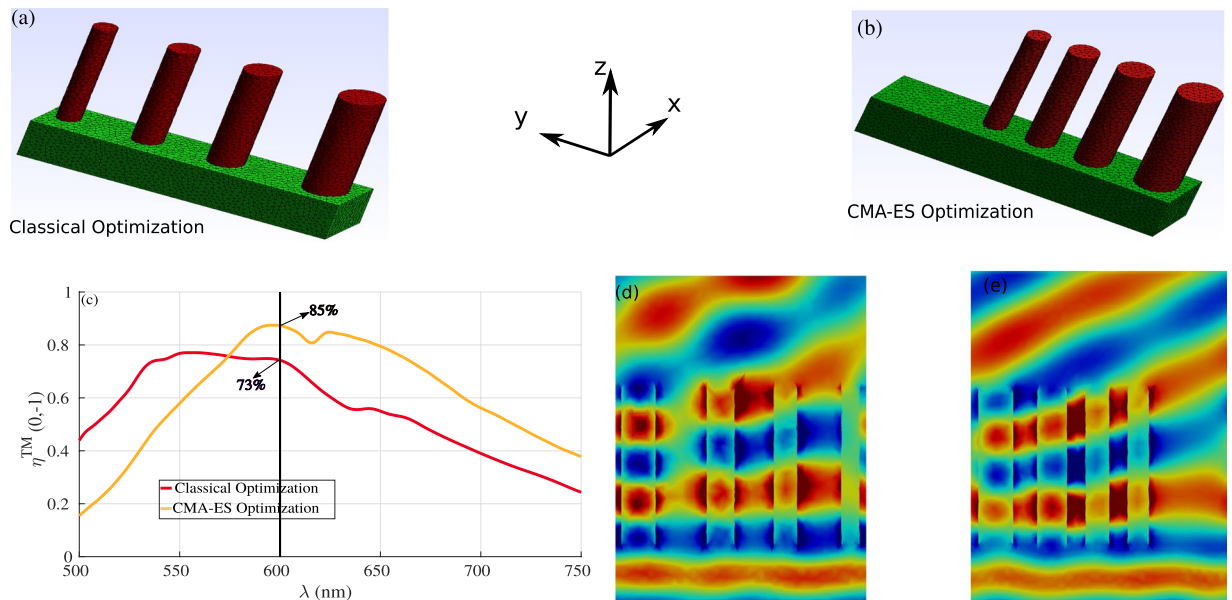 (a)
(b)
z
x
y
Classical Optimization
CMA-ES Optimization
(c)
(d)
(e)
1
0.8
0.6
0.4
0.2
0
η^TM (0,-1)
85%
73%
Classical Optimization
CMA-ES Optimization
500 550 600 650 700 750
λ (nm)